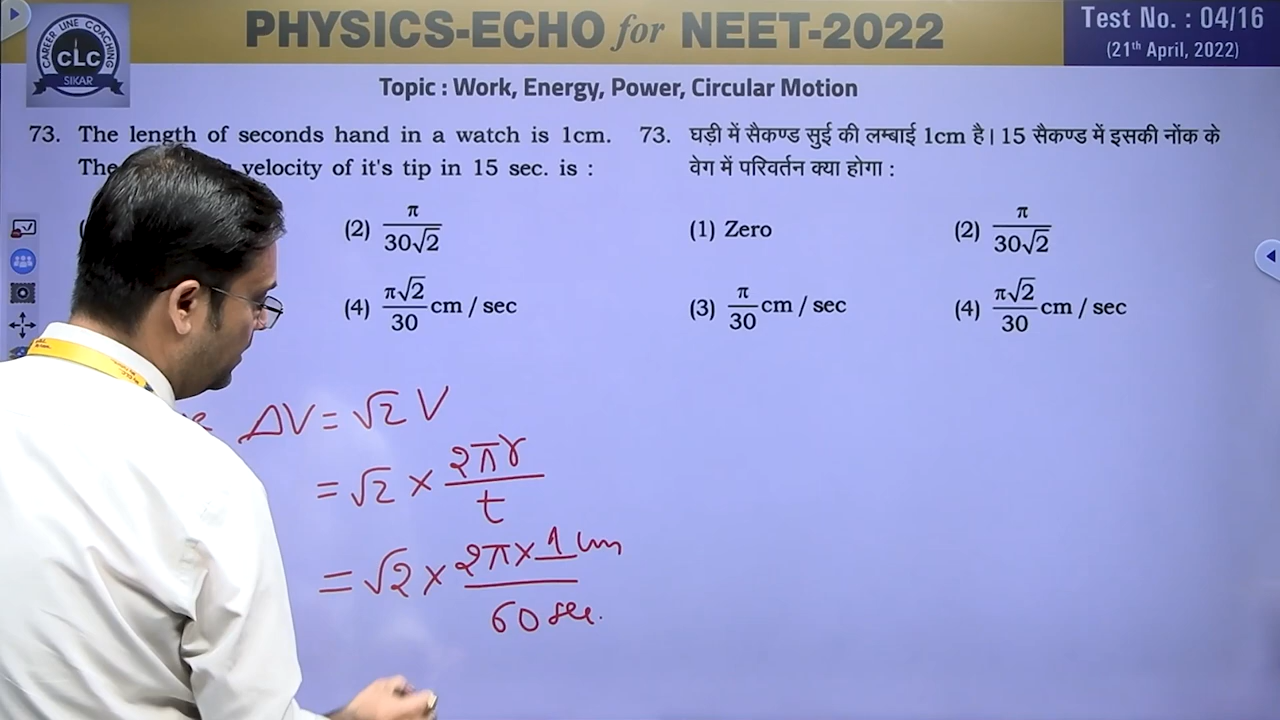 PHYSICS-ECHO for NEET-2022
Test No. : 04/16
(21th April, 2022)
CAREER LINE COACHING
CLC
SIKAR
Topic : Work, Energy, Power, Circular Motion
73. The length of seconds hand in a watch is 1cm.
The velocity of it's tip in 15 sec. is :
(2) π/30√2
(4) π√2/30 cm / sec
73. घड़ी में सैकण्ड सुई की लम्बाई 1cm है। 15 सैकण्ड में इसकी नोंक के
वेग में परिवर्तन क्या होगा :
(1) Zero
(2) π/30√2
(3) π/30 cm / sec
(4) π√2/30 cm / sec
ΔV = √2 V
= √2 × 2πr/t
= √2 × 2π×1cm/60 sec.